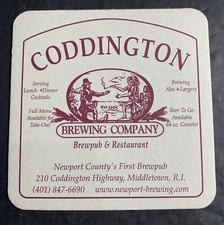 CODDINGTON
Serving
Lunch • Dinner
Cocktails
Brewing
Ales • Lagers
Full Menu
Available for
Take-Out
Beer To Go
Available
64 oz. Growler
BREWING COMPANY
Brewpub & Restaurant
Newport County's First Brewpub
210 Coddington Highway, Middletown, R.I.
(401) 847-6690 www.newport-brewing.com